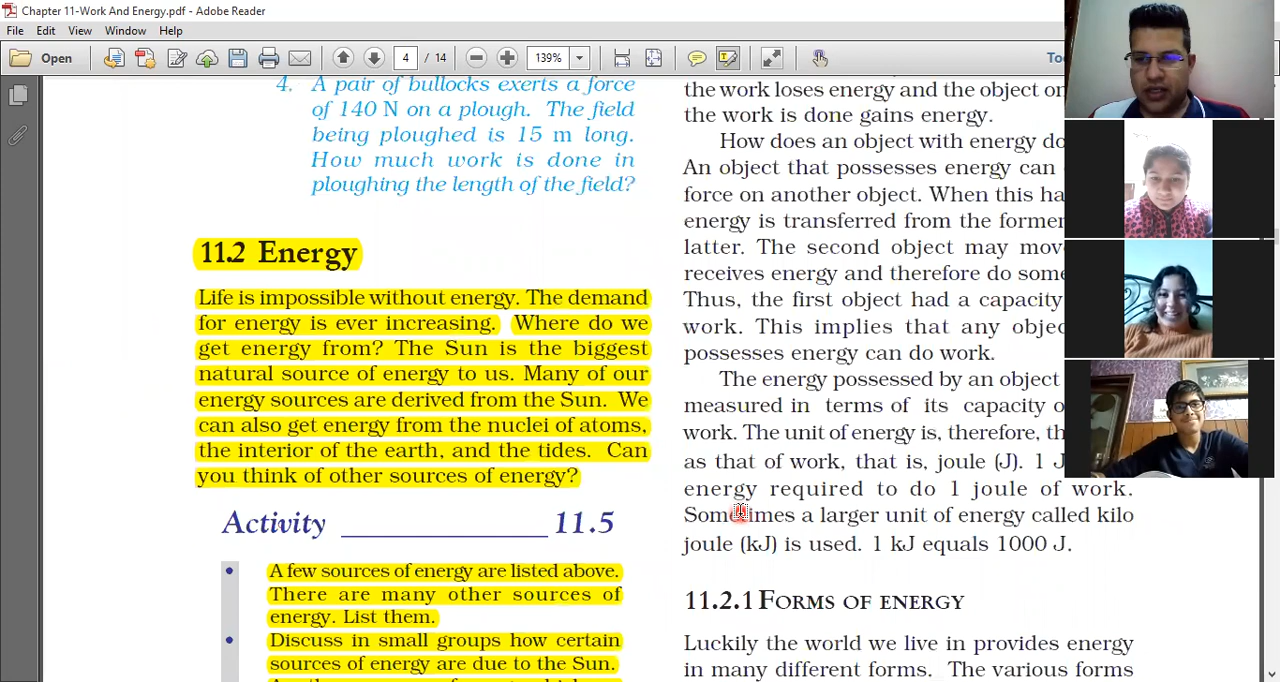 Chapter 11-Work And Energy.pdf - Adobe Reader
File Edit View Window Help
Open 4 / 14 139%
4. A pair of bullocks exerts a force
of 140 N on a plough. The field
being ploughed is 15 m long.
How much work is done in
ploughing the length of the field?
11.2 Energy
Life is impossible without energy. The demand
for energy is ever increasing. Where do we
get energy from? The Sun is the biggest
natural source of energy to us. Many of our
energy sources are derived from the Sun. We
can also get energy from the nuclei of atoms,
the interior of the earth, and the tides. Can
you think of other sources of energy?
Activity ________________ 11.5
• A few sources of energy are listed above.
There are many other sources of
energy. List them.
• Discuss in small groups how certain
sources of energy are due to the Sun.
the work loses energy and the object on
the work is done gains energy.
How does an object with energy do
An object that possesses energy can
force on another object. When this ha
energy is transferred from the former
latter. The second object may mov
receives energy and therefore do som
Thus, the first object had a capacity
work. This implies that any objec
possesses energy can do work.
The energy possessed by an object
measured in terms of its capacity o
work. The unit of energy is, therefore, th
as that of work, that is, joule (J). 1 J
energy required to do 1 joule of work.
Sometimes a larger unit of energy called kilo
joule (kJ) is used. 1 kJ equals 1000 J.
11.2.1 FORMS OF ENERGY
Luckily the world we live in provides energy
in many different forms. The various forms